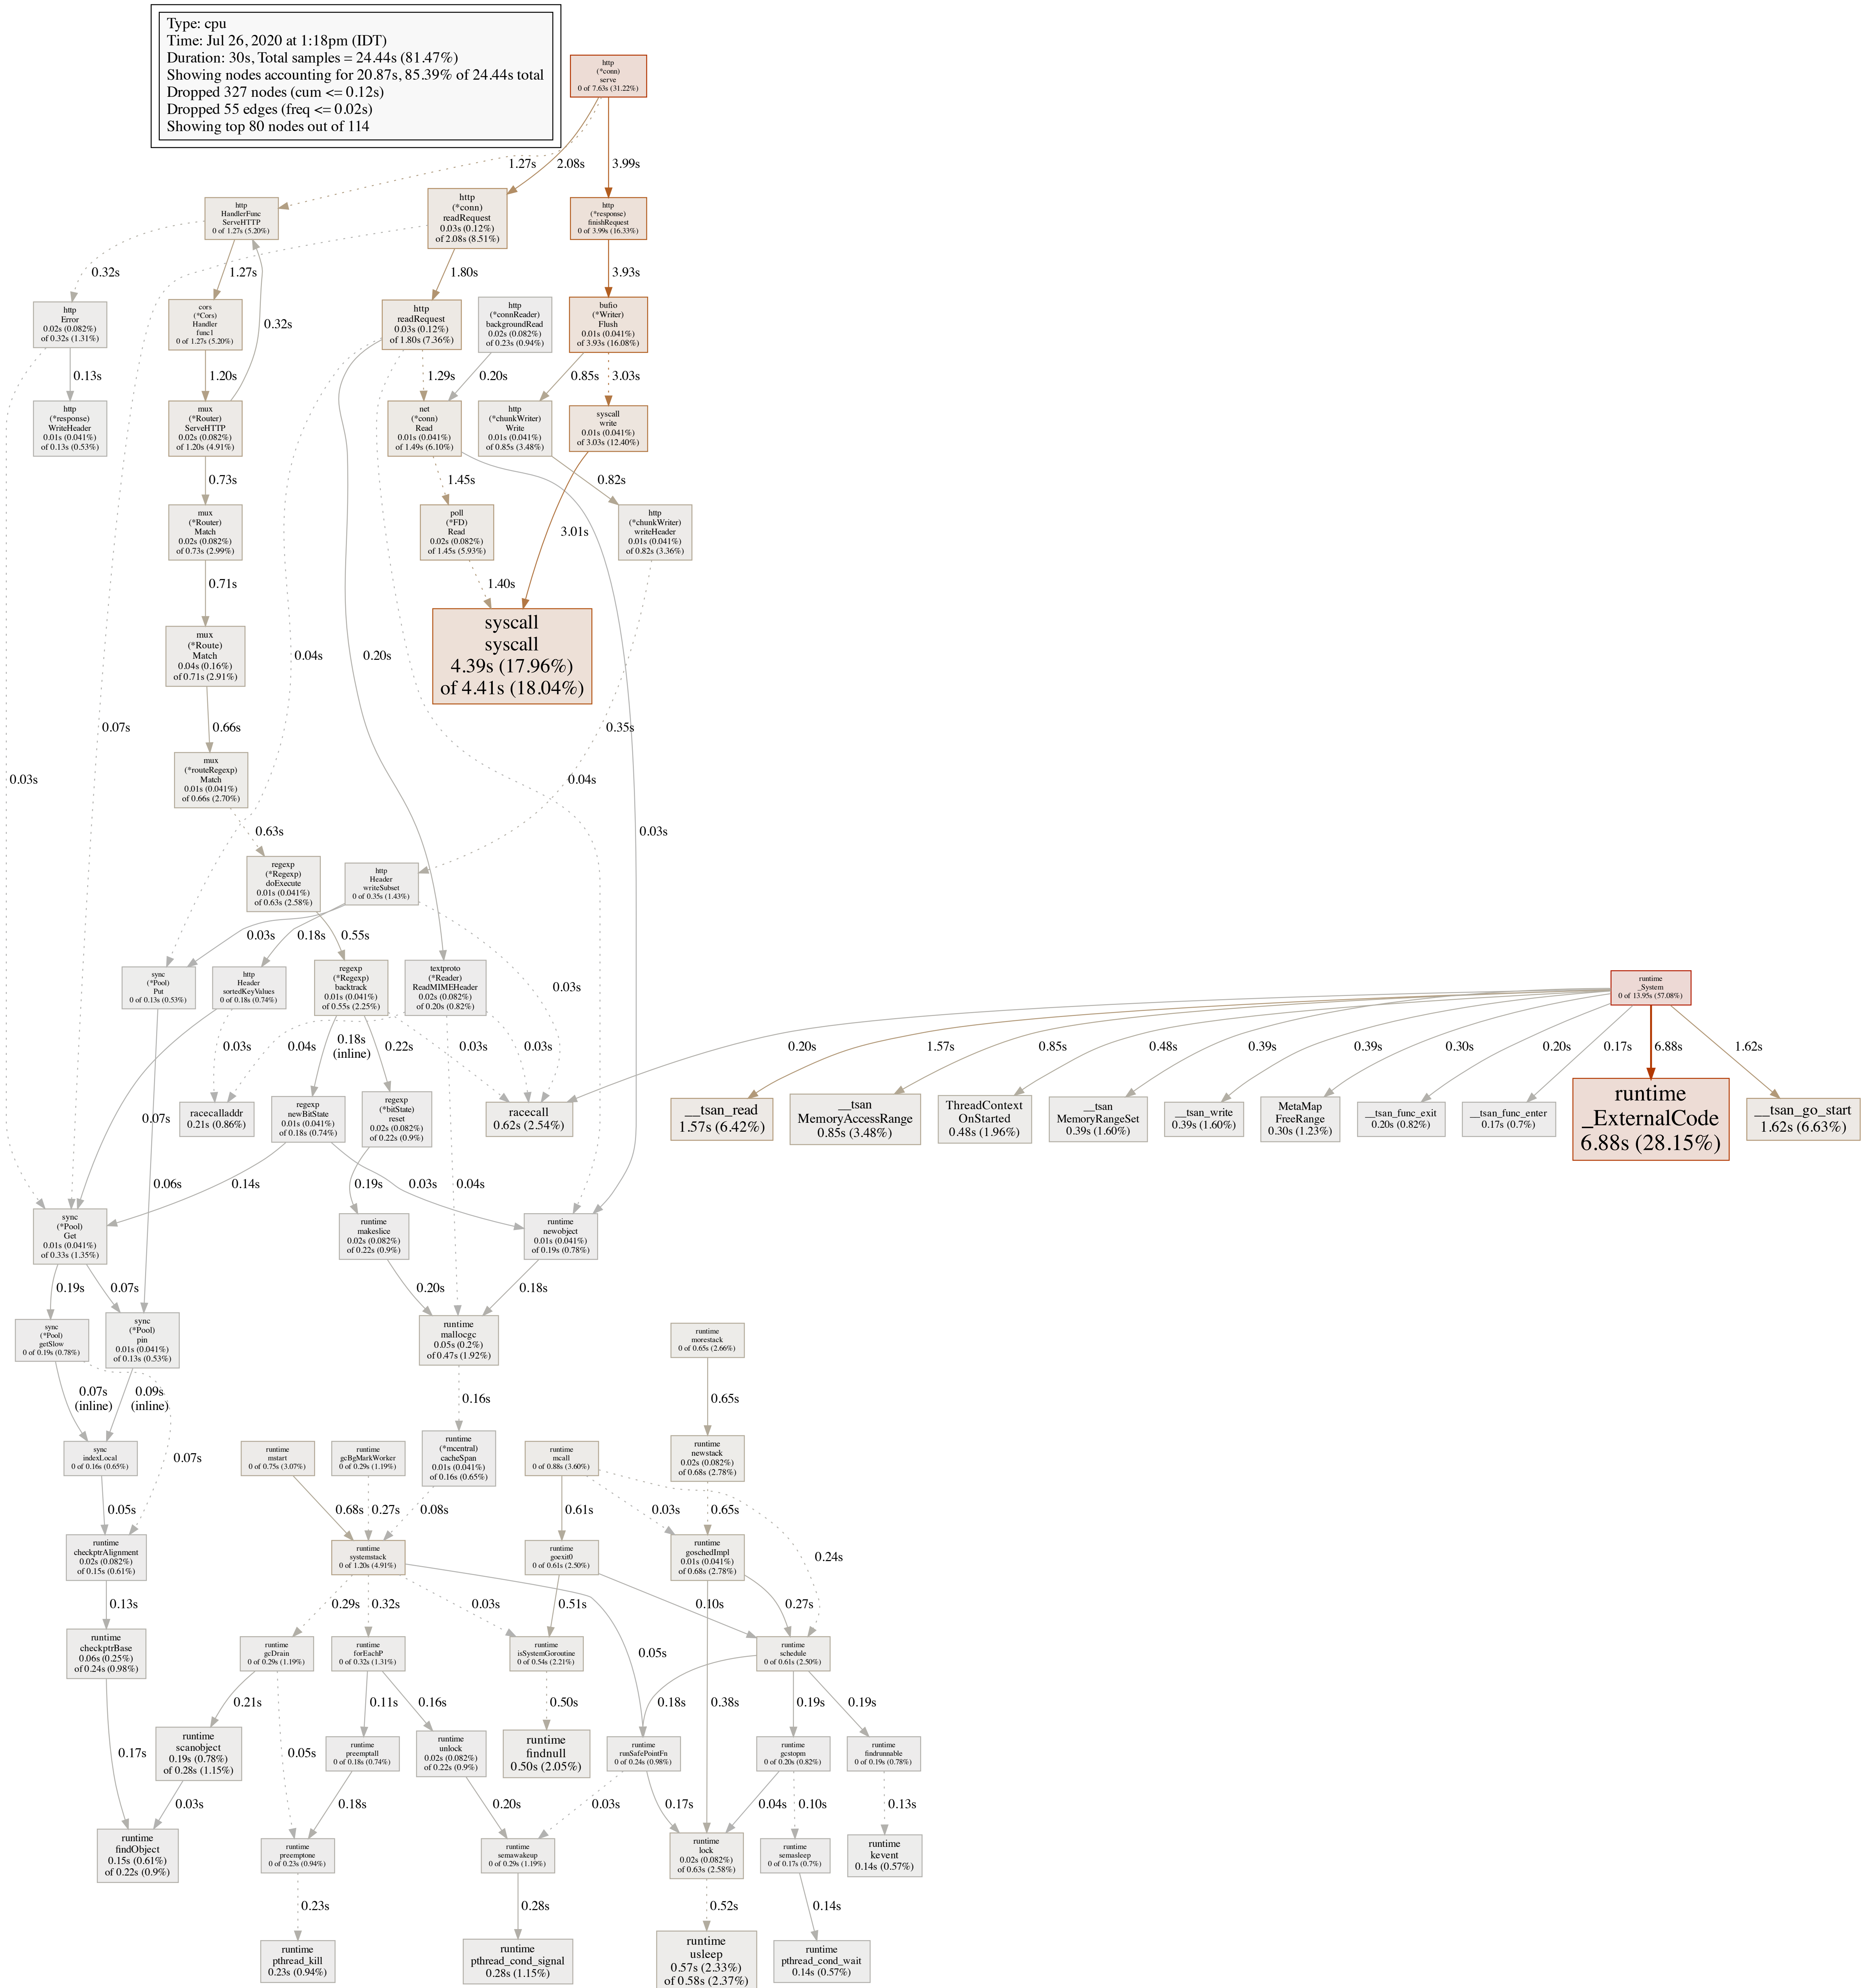 Type: cpu
Time: Jul 26, 2020 at 1:18pm (IDT)
Duration: 30s, Total samples = 24.44s (81.47%)
Showing nodes accounting for 20.87s, 85.39% of 24.44s total
Dropped 327 nodes (cum <= 0.12s)
Dropped 55 edges (freq <= 0.02s)
Showing top 80 nodes out of 114
http
(*conn)
serve
0 of 7.63s (31.22%)
1.27s
2.08s
3.99s
http
HandlerFunc
ServeHTTP
0 of 1.27s (5.20%)
http
(*conn)
readRequest
0.03s (0.12%)
of 2.08s (8.51%)
http
(*response)
finishRequest
0 of 3.99s (16.33%)
0.32s
1.27s
1.80s
3.93s
http
Error
0.02s (0.082%)
of 0.32s (1.31%)
cors
(*Cors)
Handler
func1
0 of 1.27s (5.20%)
0.32s
http
readRequest
0.03s (0.12%)
of 1.80s (7.36%)
http
(*connReader)
backgroundRead
0.02s (0.082%)
of 0.23s (0.94%)
bufio
(*Writer)
Flush
0.01s (0.041%)
of 3.93s (16.08%)
0.13s
1.20s
1.29s
0.20s
0.85s
3.03s
http
(*response)
WriteHeader
0.01s (0.041%)
of 0.13s (0.53%)
mux
(*Router)
ServeHTTP
0.02s (0.082%)
of 1.20s (4.91%)
net
(*conn)
Read
0.01s (0.041%)
of 1.49s (6.10%)
http
(*chunkWriter)
Write
0.01s (0.041%)
of 0.85s (3.48%)
syscall
write
0.01s (0.041%)
of 3.03s (12.40%)
0.73s
1.45s
0.82s
mux
(*Router)
Match
0.02s (0.082%)
of 0.73s (2.99%)
poll
(*FD)
Read
0.02s (0.082%)
of 1.45s (5.93%)
3.01s
http
(*chunkWriter)
writeHeader
0.01s (0.041%)
of 0.82s (3.36%)
0.71s
1.40s
mux
(*Route)
Match
0.04s (0.16%)
of 0.71s (2.91%)
0.04s
0.20s
syscall
syscall
4.39s (17.96%)
of 4.41s (18.04%)
0.07s
0.66s
0.35s
0.03s
mux
(*routeRegexp)
Match
0.01s (0.041%)
of 0.66s (2.70%)
0.04s
0.63s
0.03s
regexp
(*Regexp)
doExecute
0.01s (0.041%)
of 0.63s (2.58%)
http
Header
writeSubset
0 of 0.35s (1.43%)
0.03s
0.18s
0.55s
sync
(*Pool)
Put
0 of 0.13s (0.53%)
http
Header
sortedKeyValues
0 of 0.18s (0.74%)
regexp
(*Regexp)
backtrack
0.01s (0.041%)
of 0.55s (2.25%)
textproto
(*Reader)
ReadMIMEHeader
0.02s (0.082%)
of 0.20s (0.82%)
0.03s
runtime
_System
0 of 13.95s (57.08%)
0.03s
0.04s
0.18s
(inline)
0.22s
0.03s
0.03s
0.20s
1.57s
0.85s
0.48s
0.39s
0.39s
0.30s
0.20s
0.17s
6.88s
1.62s
0.07s
racecalladdr
0.21s (0.86%)
regexp
newBitState
0.01s (0.041%)
of 0.18s (0.74%)
regexp
(*bitState)
reset
0.02s (0.082%)
of 0.22s (0.9%)
racecall
0.62s (2.54%)
__tsan_read
1.57s (6.42%)
__tsan
MemoryAccessRange
0.85s (3.48%)
ThreadContext
OnStarted
0.48s (1.96%)
__tsan
MemoryRangeSet
0.39s (1.60%)
__tsan_write
0.39s (1.60%)
MetaMap
FreeRange
0.30s (1.23%)
__tsan_func_exit
0.20s (0.82%)
__tsan_func_enter
0.17s (0.7%)
runtime
_ExternalCode
6.88s (28.15%)
__tsan_go_start
1.62s (6.63%)
0.06s
0.14s
0.19s
0.03s
0.04s
sync
(*Pool)
Get
0.01s (0.041%)
of 0.33s (1.35%)
runtime
makeslice
0.02s (0.082%)
of 0.22s (0.9%)
runtime
newobject
0.01s (0.041%)
of 0.19s (0.78%)
0.19s
0.07s
0.20s
0.18s
sync
(*Pool)
getSlow
0 of 0.19s (0.78%)
sync
(*Pool)
pin
0.01s (0.041%)
of 0.13s (0.53%)
runtime
mallocgc
0.05s (0.2%)
of 0.47s (1.92%)
runtime
morestack
0 of 0.65s (2.66%)
0.07s
(inline)
0.09s
(inline)
0.16s
0.65s
sync
indexLocal
0 of 0.16s (0.65%)
0.07s
runtime
mstart
0 of 0.75s (3.07%)
runtime
gcBgMarkWorker
0 of 0.29s (1.19%)
runtime
(*mcentral)
cacheSpan
0.01s (0.041%)
of 0.16s (0.65%)
runtime
mcall
0 of 0.88s (3.60%)
runtime
newstack
0.02s (0.082%)
of 0.68s (2.78%)
0.05s
0.68s
0.27s
0.08s
0.61s
0.03s
0.65s
runtime
checkptrAlignment
0.02s (0.082%)
of 0.15s (0.61%)
runtime
systemstack
0 of 1.20s (4.91%)
runtime
goexit0
0 of 0.61s (2.50%)
runtime
goschedImpl
0.01s (0.041%)
of 0.68s (2.78%)
0.24s
0.13s
0.29s
0.32s
0.03s
0.51s
0.10s
0.27s
runtime
checkptrBase
0.06s (0.25%)
of 0.24s (0.98%)
runtime
gcDrain
0 of 0.29s (1.19%)
runtime
forEachP
0 of 0.32s (1.31%)
runtime
isSystemGoroutine
0 of 0.54s (2.21%)
0.05s
runtime
schedule
0 of 0.61s (2.50%)
0.21s
0.11s
0.16s
0.50s
0.18s
0.38s
0.19s
0.19s
0.17s
runtime
scanobject
0.19s (0.78%)
of 0.28s (1.15%)
0.05s
runtime
preemptall
0 of 0.18s (0.74%)
runtime
unlock
0.02s (0.082%)
of 0.22s (0.9%)
runtime
findnull
0.50s (2.05%)
runtime
runSafePointFn
0 of 0.24s (0.98%)
runtime
gcstopm
0 of 0.20s (0.82%)
runtime
findrunnable
0 of 0.19s (0.78%)
0.03s
0.18s
0.20s
0.03s
0.17s
0.04s
0.10s
0.13s
runtime
findObject
0.15s (0.61%)
of 0.22s (0.9%)
runtime
preemptone
0 of 0.23s (0.94%)
runtime
semawakeup
0 of 0.29s (1.19%)
runtime
lock
0.02s (0.082%)
of 0.63s (2.58%)
runtime
semasleep
0 of 0.17s (0.7%)
runtime
kevent
0.14s (0.57%)
0.23s
0.28s
0.52s
0.14s
runtime
pthread_kill
0.23s (0.94%)
runtime
pthread_cond_signal
0.28s (1.15%)
runtime
usleep
0.57s (2.33%)
of 0.58s (2.37%)
runtime
pthread_cond_wait
0.14s (0.57%)